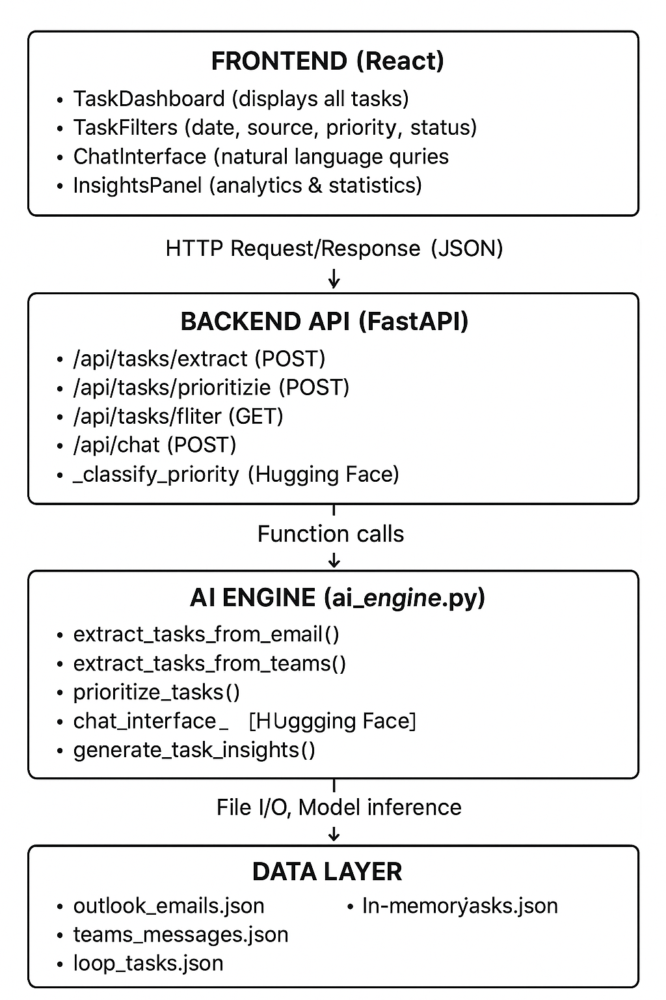 FRONTEND (React)
• TaskDashboard (displays all tasks)
• TaskFilters (date, source, priority, status)
• ChatInterface (natural language quries
• InsightsPanel (analytics & statistics)
HTTP Request/Response (JSON)
BACKEND API (FastAPI)
• /api/tasks/extract (POST)
• /api/tasks/prioritizie (POST)
• /api/tasks/fliter (GET)
• /api/chat (POST)
• _classify_priority (Hugging Face)
Function calls
AI ENGINE (ai_engine.py)
• extract_tasks_from_email()
• extract_tasks_from_teams()
• prioritize_tasks()
• chat_interface_ [HUggging Face]
• generate_task_insights()
File I/O, Model inference
DATA LAYER
• outlook_emails.json
• teams_messages.json
• loop_tasks.json
• In-memoryasks.json